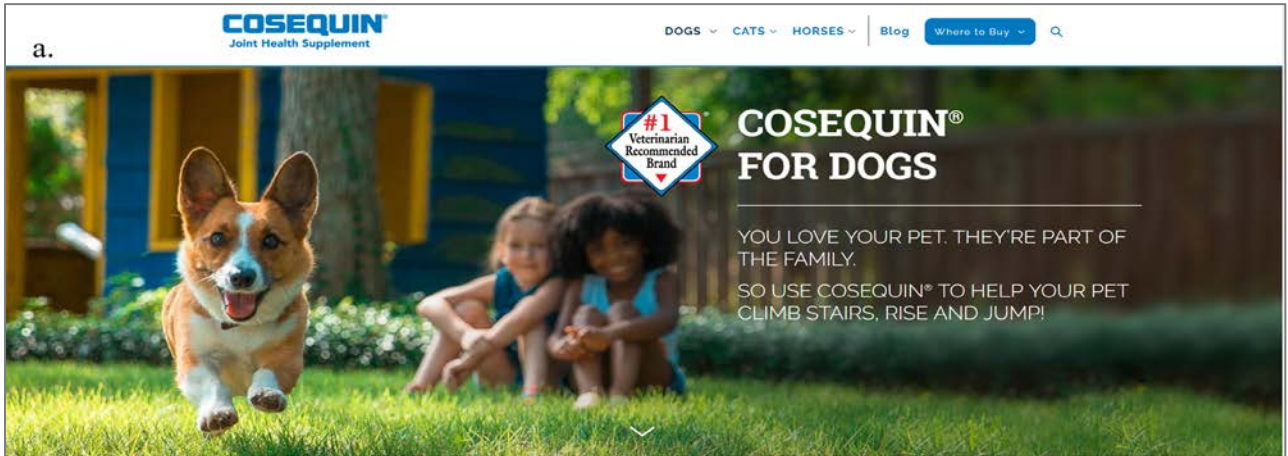 a.
COSEQUIN®
Joint Health Supplement
DOGS CATS HORSES Blog Where to Buy
#1
Veterinarian
Recommended
Brand
COSEQUIN®
FOR DOGS
YOU LOVE YOUR PET. THEY'RE PART OF
THE FAMILY.
SO USE COSEQUIN® TO HELP YOUR PET
CLIMB STAIRS, RISE AND JUMP!